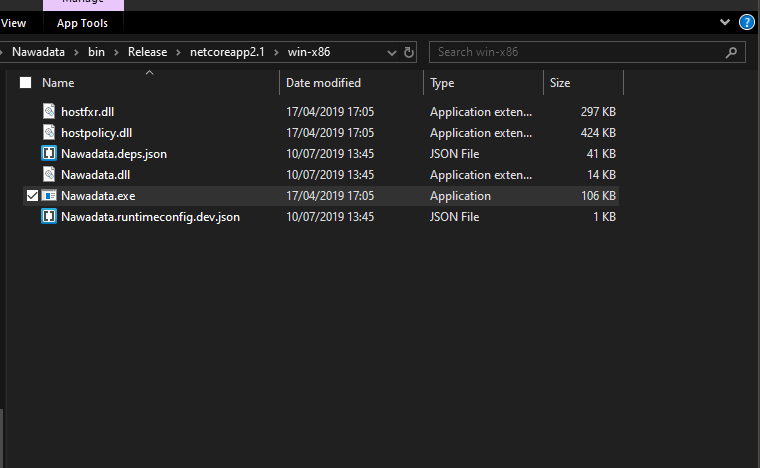 Manage
View App Tools
Nawadata > bin > Release > netcoreapp2.1 > win-x86 Search win-x86
Name Date modified Type Size
hostfxr.dll 17/04/2019 17:05 Application exten... 297 KB
hostpolicy.dll 17/04/2019 17:05 Application exten... 424 KB
Nawadata.deps.json 10/07/2019 13:45 JSON File 41 KB
Nawadata.dll 10/07/2019 13:45 Application exten... 14 KB
Nawadata.exe 17/04/2019 17:05 Application 106 KB
Nawadata.runtimeconfig.dev.json 10/07/2019 13:45 JSON File 1 KB